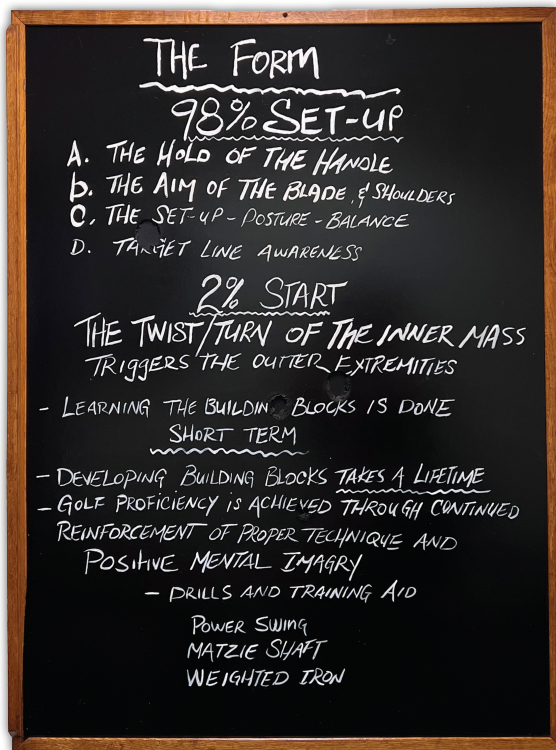 THE FORM
98% SET-UP
A. THE HOLD OF THE HANDLE
b. THE AIM OF THE BLADE, & SHOULDERS
C. THE SET-UP - POSTURE - BALANCE
D. TARGET LINE AWARENESS
2% START
THE TWIST/TURN OF THE INNER MASS
TRIGGERS THE OUTTER EXTREMITIES
- LEARNING THE BUILDING BLOCKS IS DONE
SHORT TERM
- DEVELOPING BUILDING BLOCKS TAKES A LIFETIME
- GOLF PROFICIENCY IS ACHIEVED THROUGH CONTINUED
REINFORCEMENT OF PROPER TECHNIQUE AND
POSITIVE MENTAL IMAGRY
- DRILLS AND TRAINING AID
POWER SWING
MATZIE SHAFT
WEIGHTED IRON